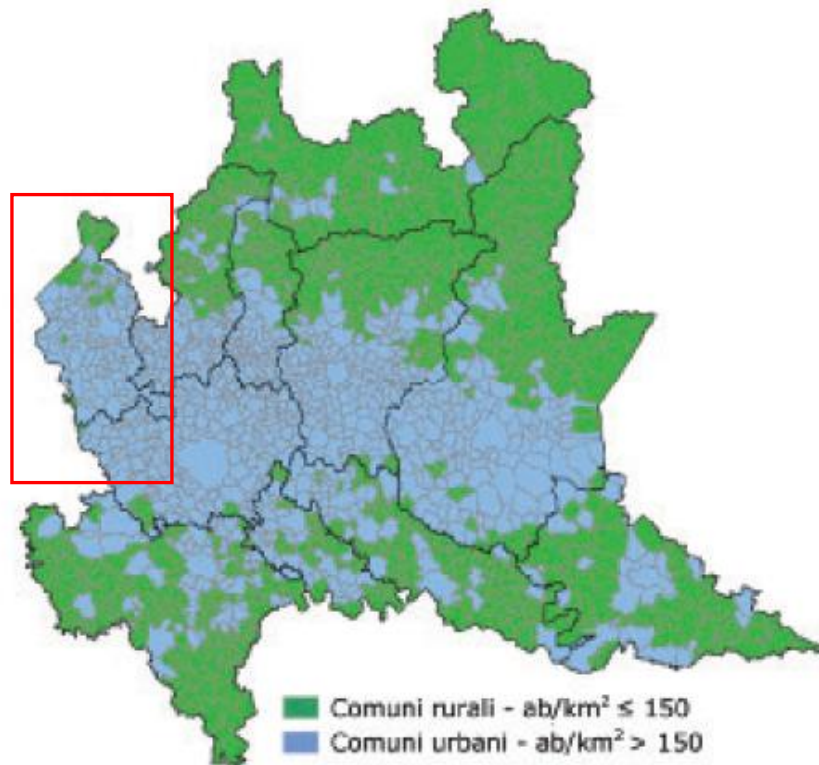 Comuni rurali - ab/km² ≤ 150
Comuni urbani - ab/km² > 150